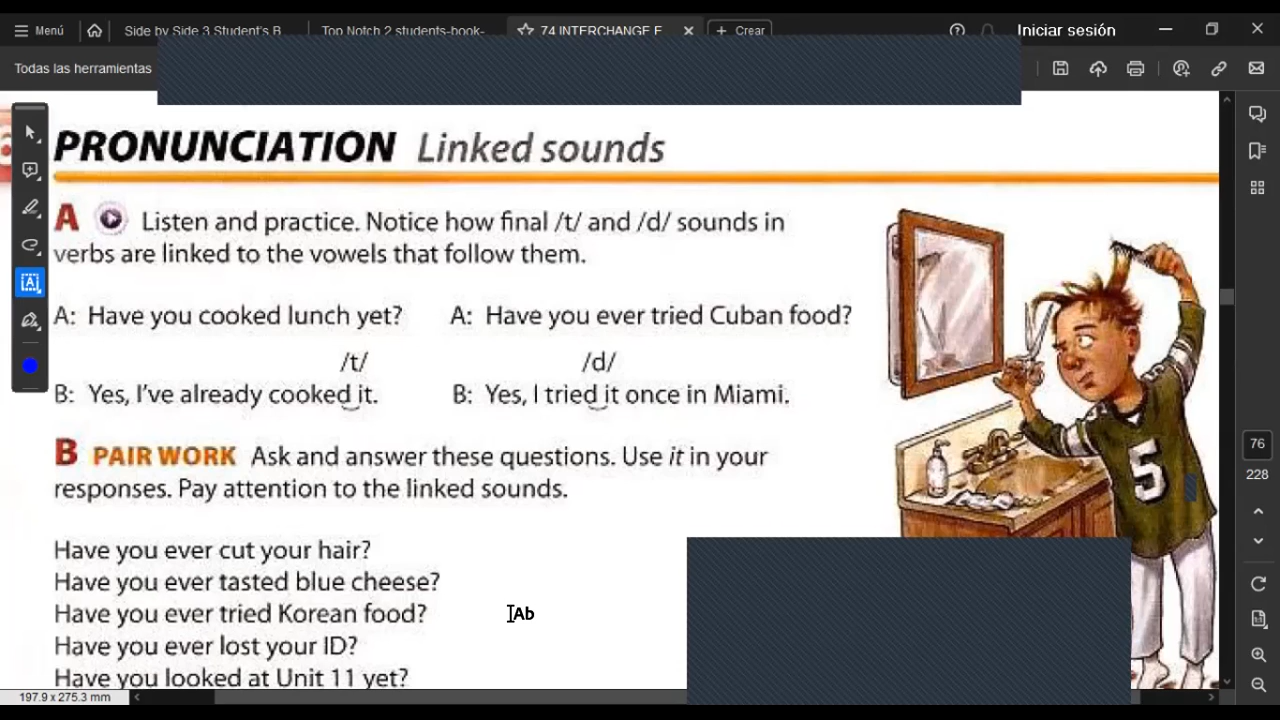 Menú
Side by Side 3 Student's B
Top Notch 2 students-book-
74 INTERCHANGE F
Crear
Iniciar sesión
Todas las herramientas
PRONUNCIATION Linked sounds
A Listen and practice. Notice how final /t/ and /d/ sounds in
verbs are linked to the vowels that follow them.
A: Have you cooked lunch yet?
/t/
B: Yes, I've already cooked it.
A: Have you ever tried Cuban food?
/d/
B: Yes, I tried it once in Miami.
B PAIR WORK Ask and answer these questions. Use it in your
responses. Pay attention to the linked sounds.
Have you ever cut your hair?
Have you ever tasted blue cheese?
Have you ever tried Korean food?
Have you ever lost your ID?
Have you looked at Unit 11 yet?
Ab
5
76
228
197.9 x 275.3 mm